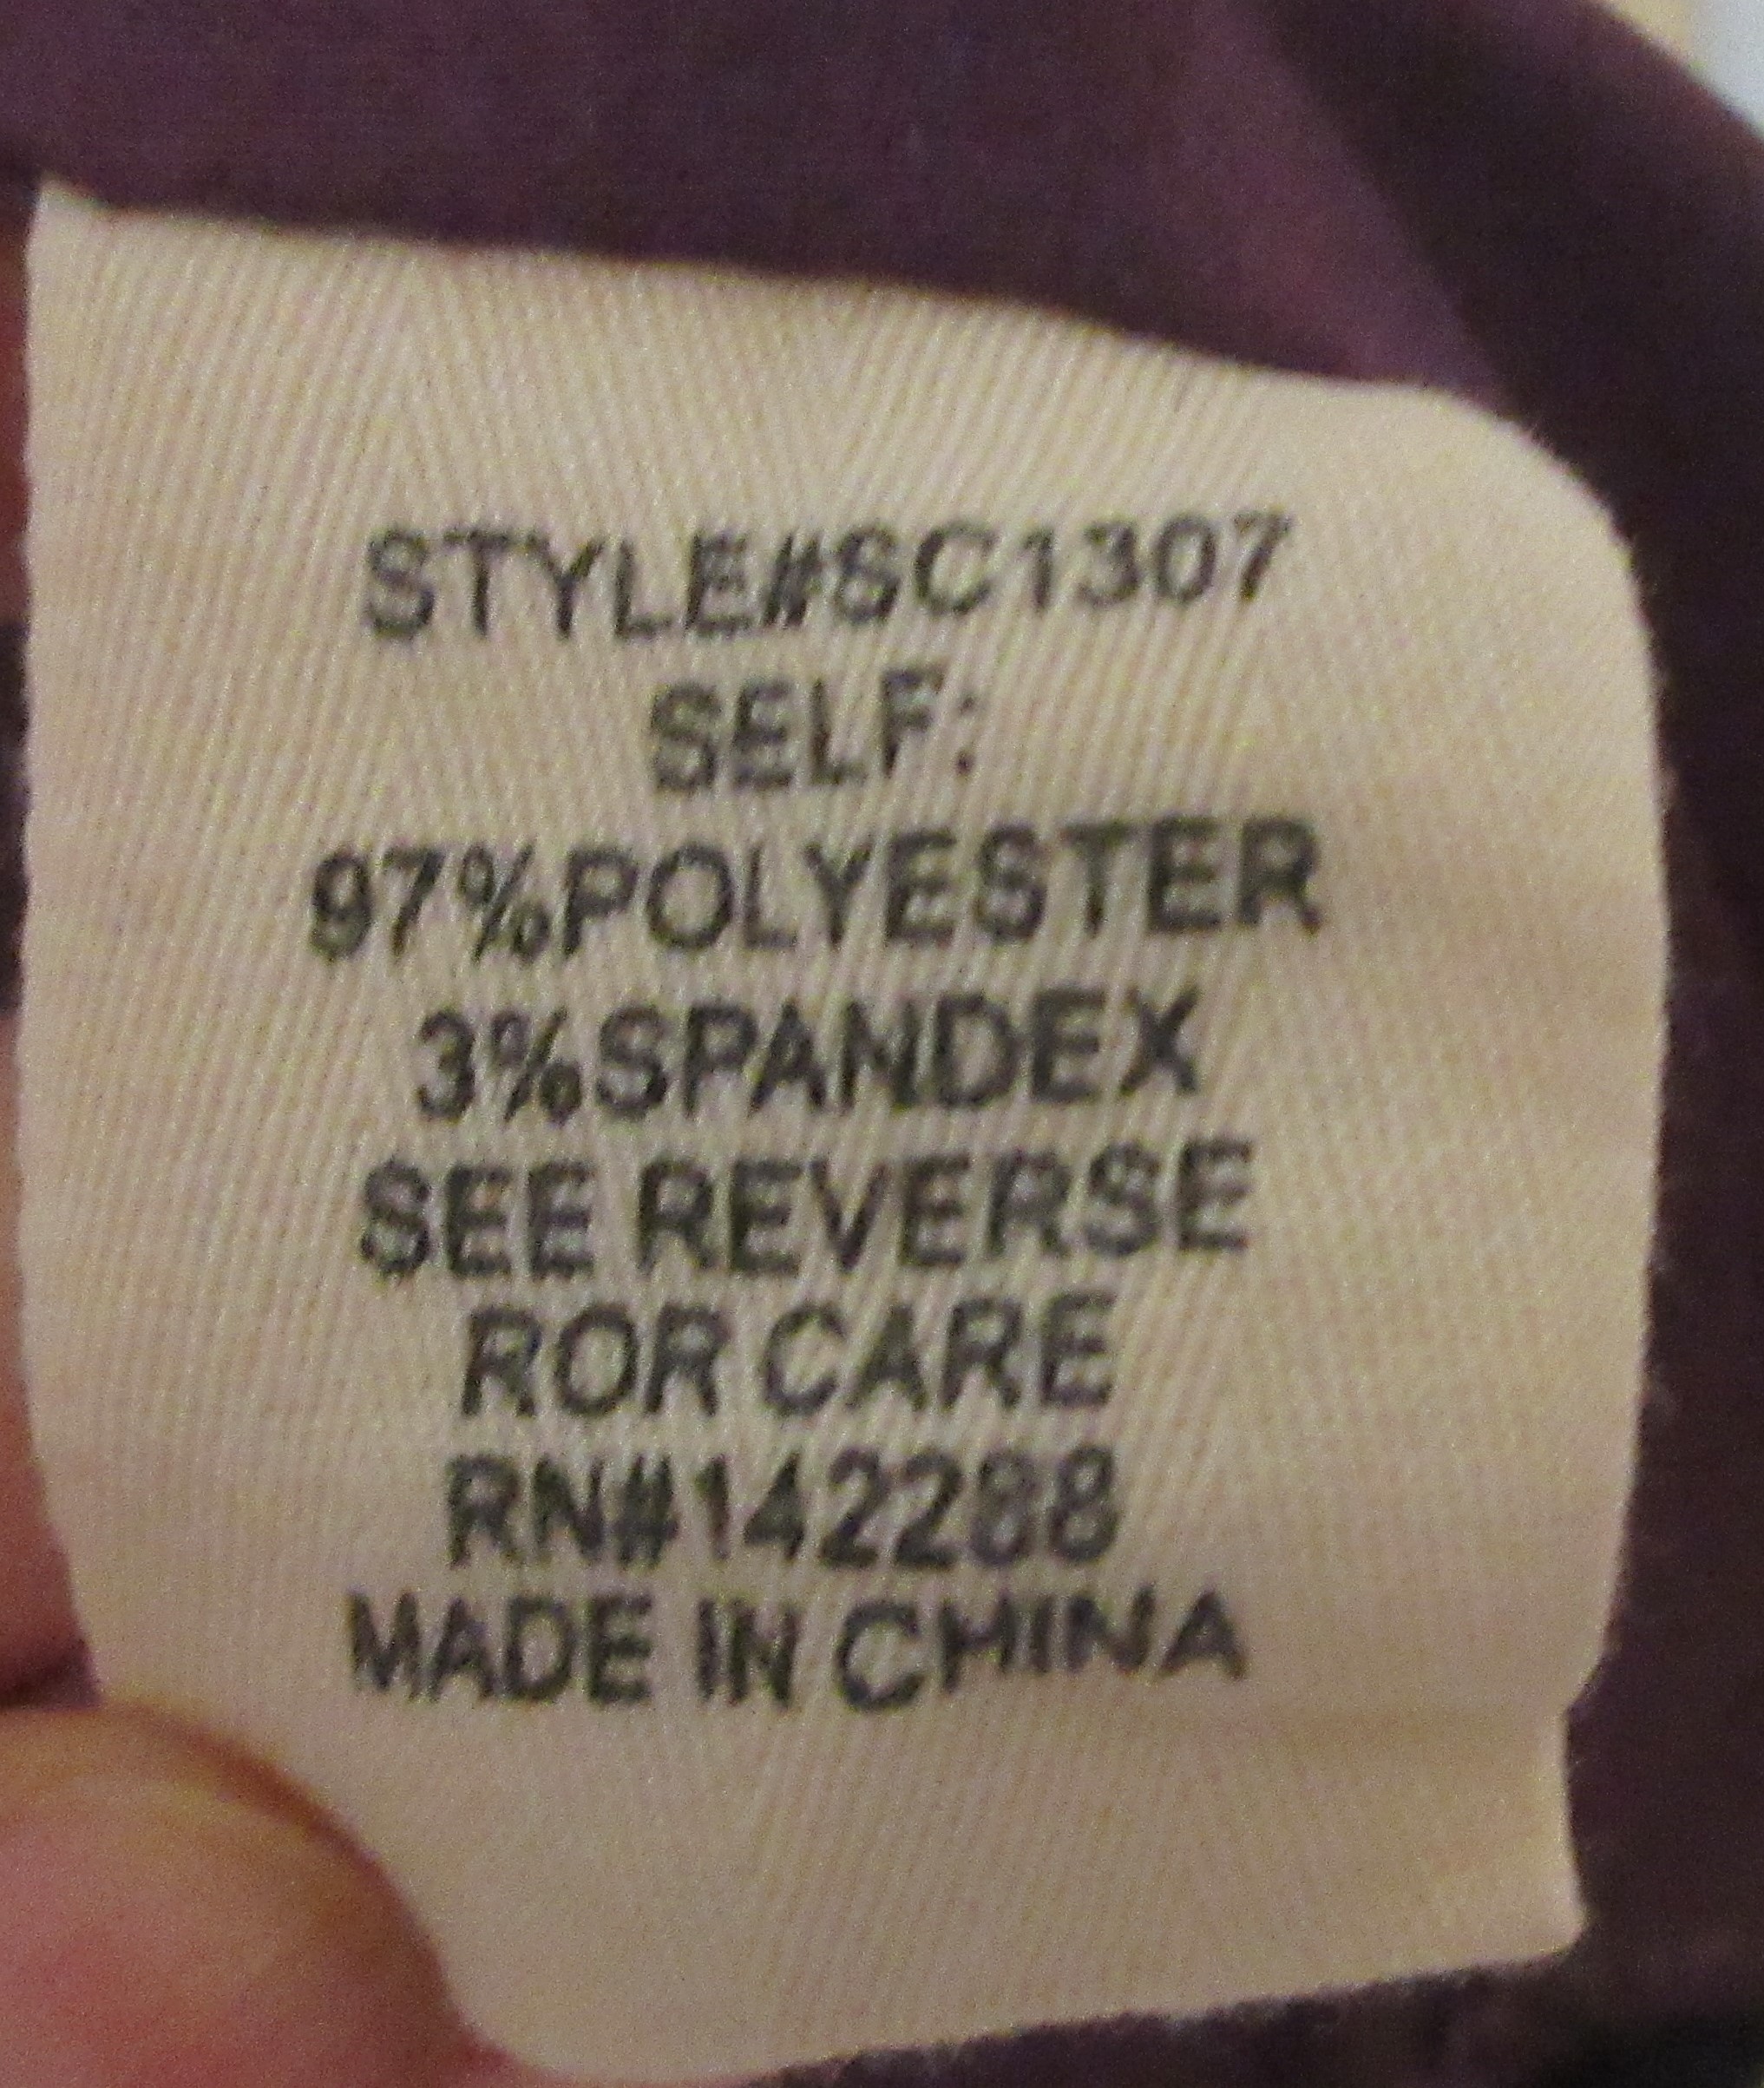 STYLE#SC1307
SELF:
97%POLYESTER
3%SPANDEX
SEE REVERSE
ROR CARE
RN#142288
MADE IN CHINA